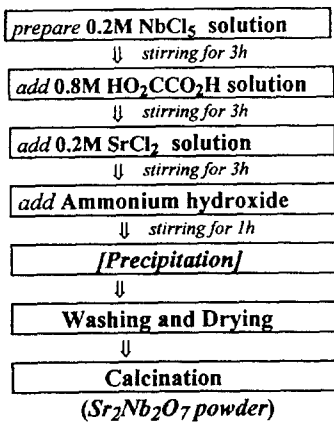 prepare 0.2M NbCl₅ solution
⇓ stirring for 3h
add 0.8M HO₂CCO₂H solution
⇓ stirring for 3h
add 0.2M SrCl₂ solution
⇓ stirring for 3h
add Ammonium hydroxide
⇓ stirring for 1h
[Precipitation]
⇓
Washing and Drying
⇓
Calcination
(Sr₂Nb₂O₇ powder)